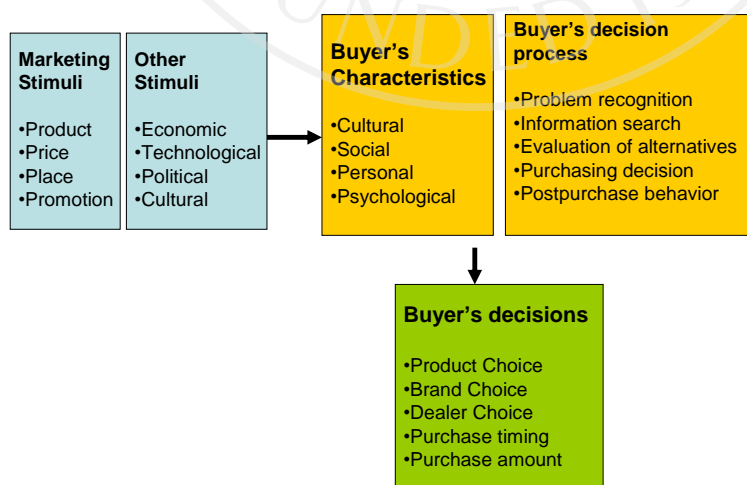 Marketing
Stimuli
•Product
•Price
•Place
•Promotion
Other
Stimuli
•Economic
•Technological
•Political
•Cultural
Buyer’s
Characteristics
•Cultural
•Social
•Personal
•Psychological
Buyer’s decision
process
•Problem recognition
•Information search
•Evaluation of alternatives
•Purchasing decision
•Postpurchase behavior
Buyer’s decisions
•Product Choice
•Brand Choice
•Dealer Choice
•Purchase timing
•Purchase amount